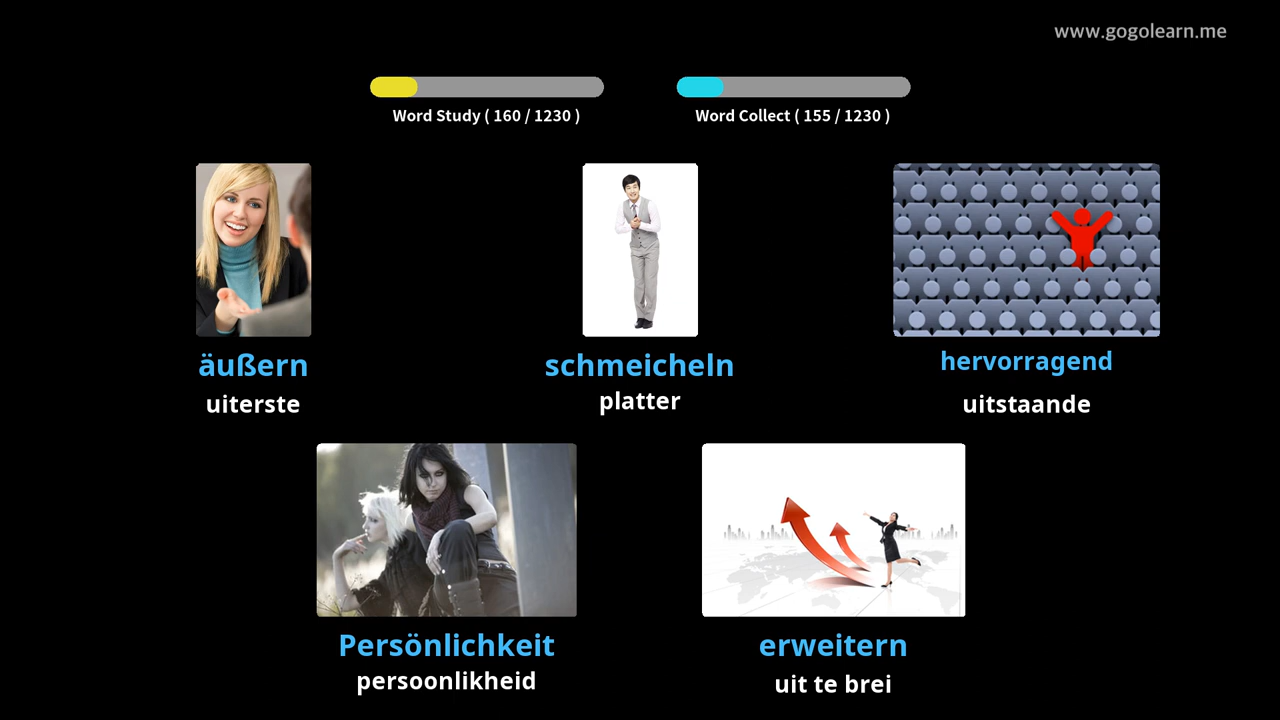 www.gogolearn.me
Word Study ( 160 / 1230 )
Word Collect ( 155 / 1230 )
äußern
schmeicheln
hervorragend
uiterste
platter
uitstaande
Persönlichkeit
erweitern
persoonlikheid
uit te brei